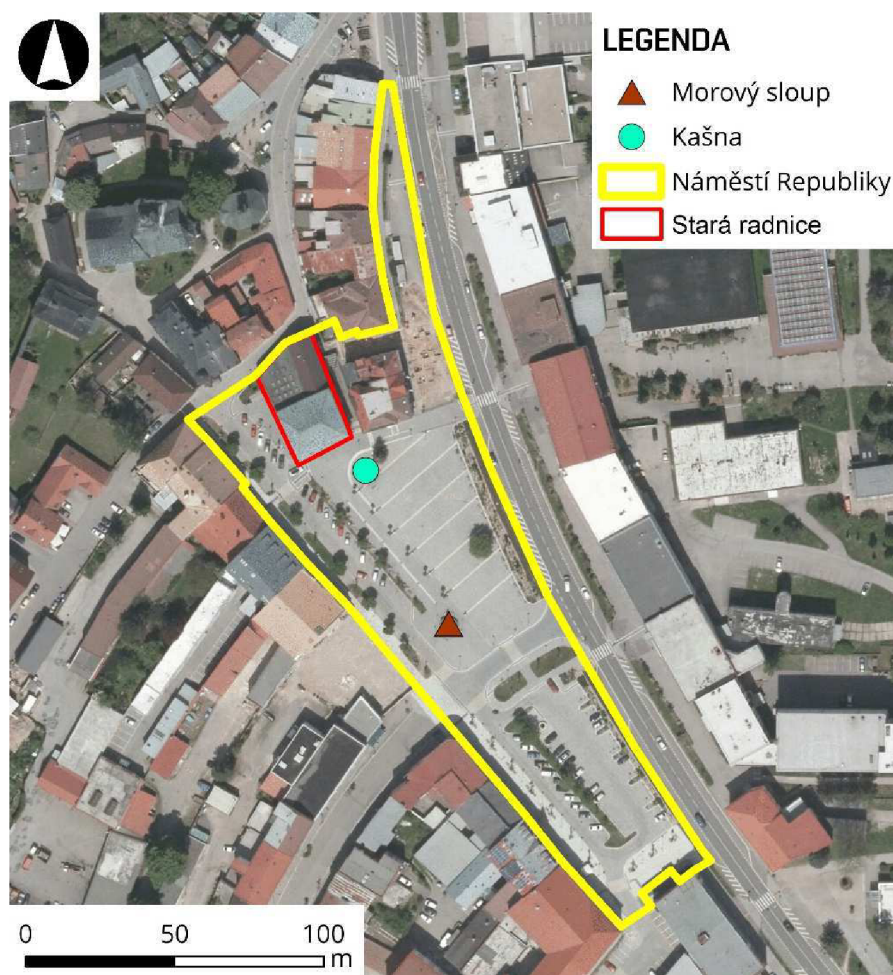 LEGENDA
Morový sloup
Kašna
Náměstí Republiky
Stará radnice
0 50 100
m